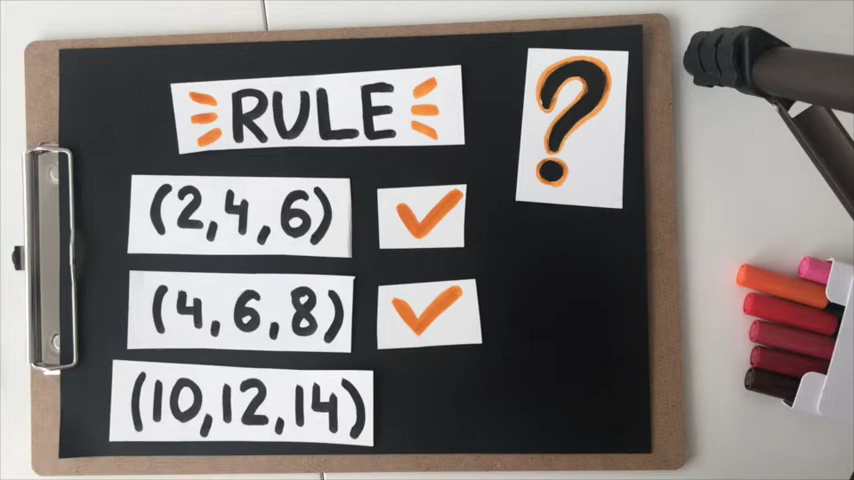 RULE
?
(2,4,6) ✓
(4,6,8) ✓
(10,12,14)